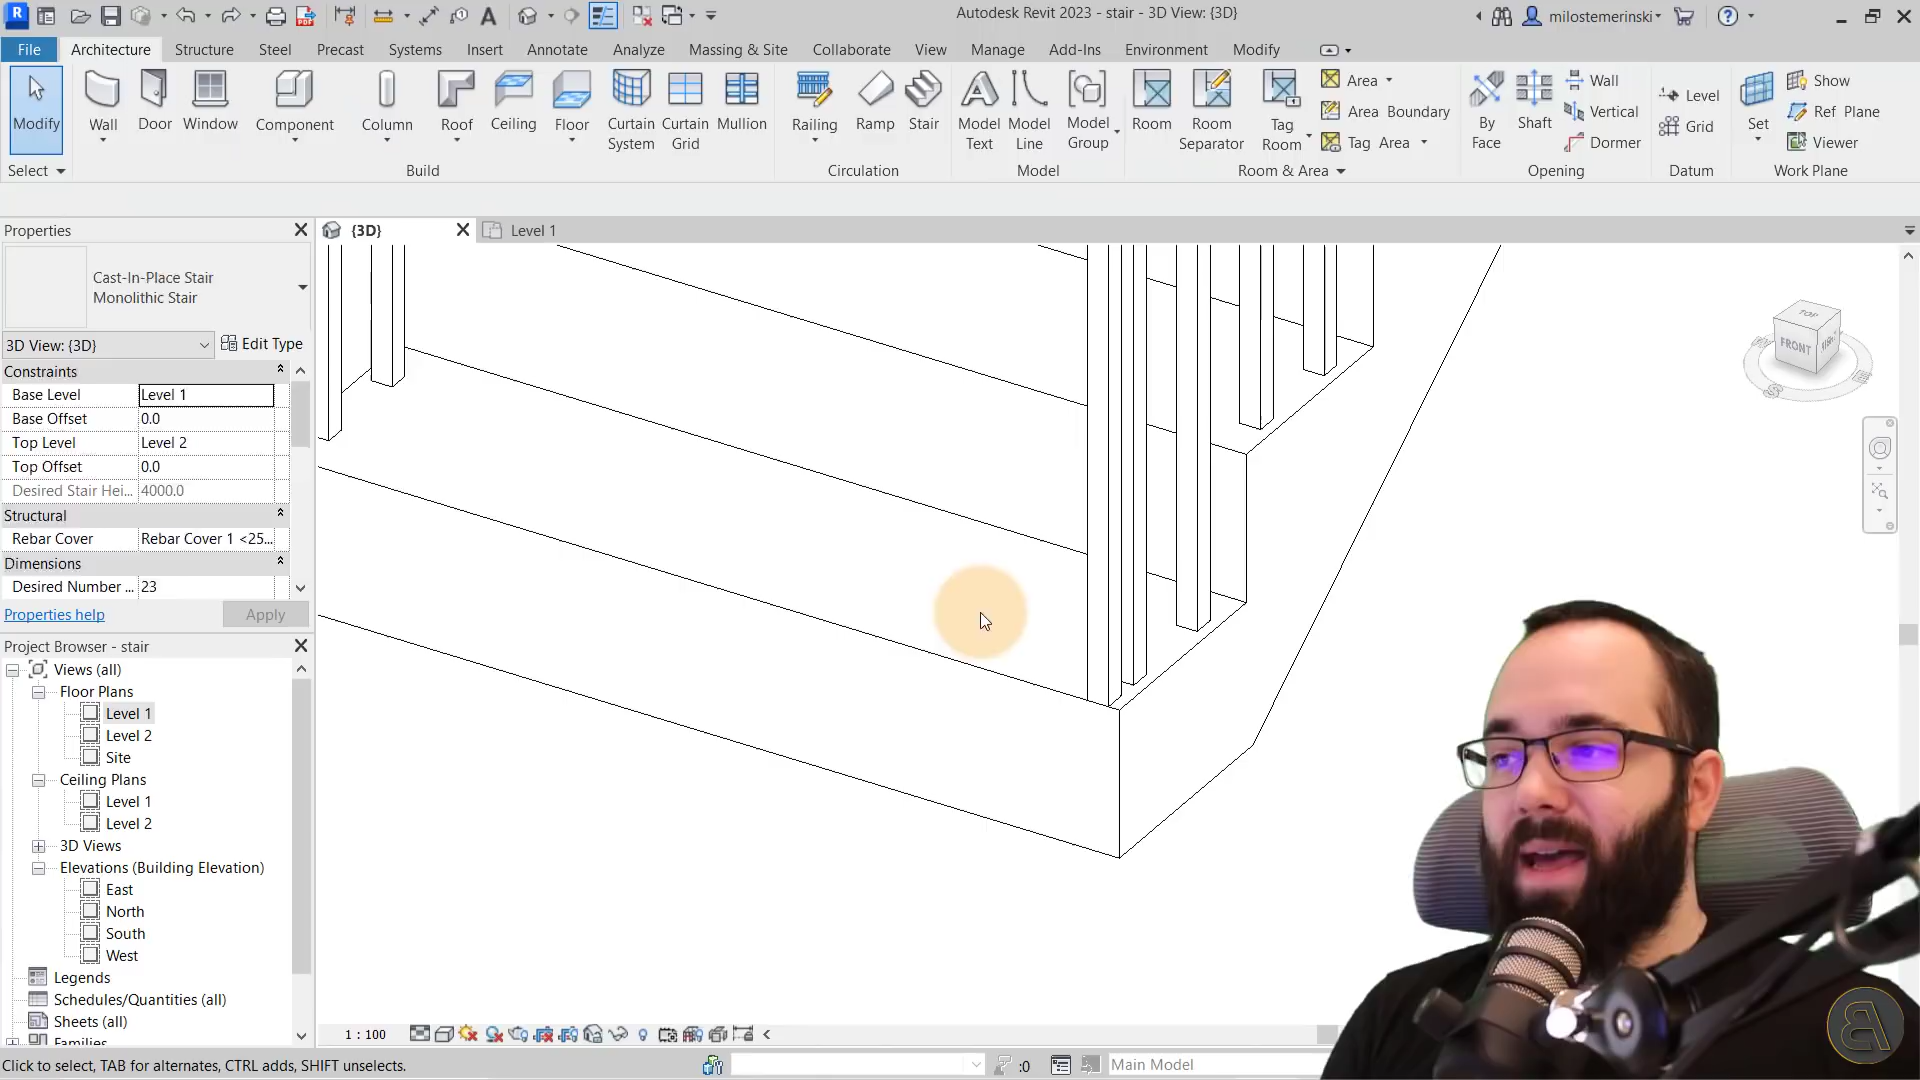 Autodesk Revit 2023 - stair - 3D View: {3D}
milostemerinski
File
Architecture
Structure
Steel
Precast
Systems
Insert
Annotate
Analyze
Massing & Site
Collaborate
View
Manage
Add-Ins
Environment
Modify
Modify
Wall
Door
Window
Component
Column
Roof
Ceiling
Floor
Curtain
System
Curtain
Grid
Mullion
Railing
Ramp
Stair
Model
Text
Model
Line
Model
Group
Room
Room
Separator
Tag
Room
Area
Area Boundary
Tag Area
By
Face
Shaft
Wall
Vertical
Dormer
Level
Grid
Set
Show
Ref Plane
Viewer
Select
Build
Circulation
Model
Room & Area
Opening
Datum
Work Plane
Properties
{3D}
Level 1
Cast-In-Place Stair
Monolithic Stair
3D View: {3D}
Edit Type
Constraints
Base Level
Level 1
Base Offset
0.0
Top Level
Level 2
Top Offset
0.0
Desired Stair Hei...
4000.0
Structural
Rebar Cover
Rebar Cover 1 <25...
Dimensions
Desired Number ...
23
Properties help
Apply
Project Browser - stair
Views (all)
Floor Plans
Level 1
Level 2
Site
Ceiling Plans
Level 1
Level 2
3D Views
Elevations (Building Elevation)
East
North
South
West
Legends
Schedules/Quantities (all)
Sheets (all)
Families
TOP
FRONT
1 : 100
Click to select, TAB for alternates, CTRL adds, SHIFT unselects.
:0
Main Model